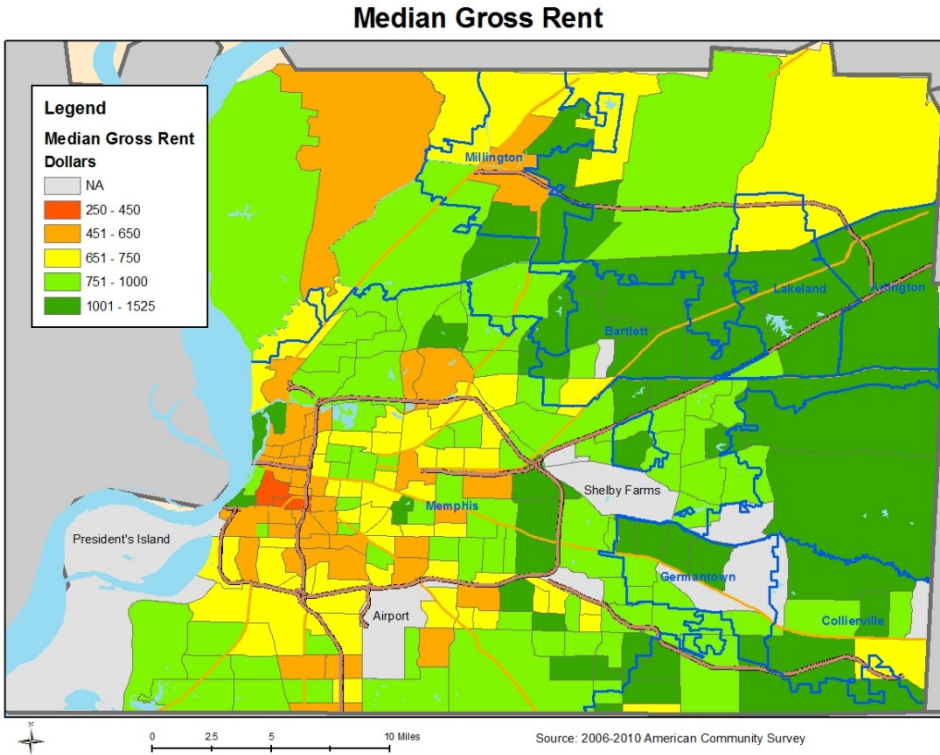 Median Gross Rent
Legend
Median Gross Rent
Dollars
NA
250 - 450
451 - 650
651 - 750
751 - 1000
1001 - 1525
Millington
Lakeland
Arlington
Bartlett
Shelby Farms
Memphis
President's Island
Germantown
Airport
Collierville
N
0 2.5 5 10 Miles
Source: 2006-2010 American Community Survey